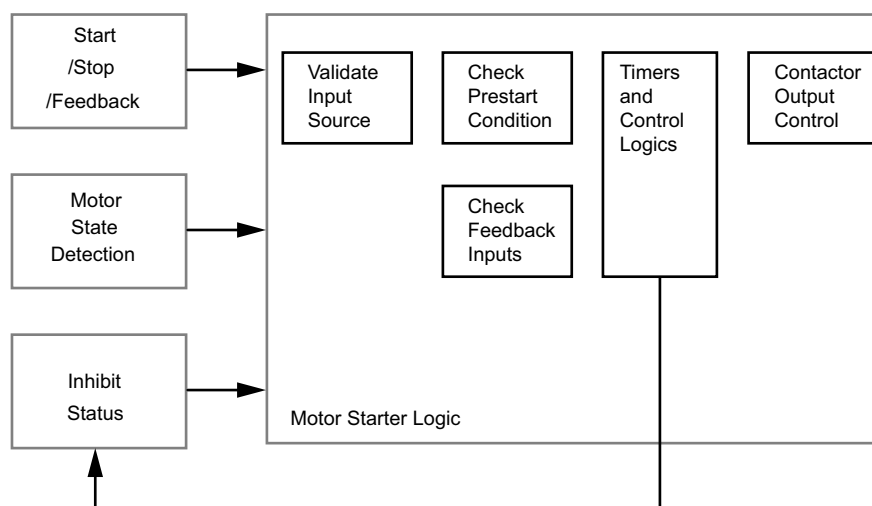 Start
/Stop
/Feedback
Motor
State
Detection
Inhibit
Status
Validate
Input
Source
Check
Prestart
Condition
Check
Feedback
Inputs
Timers
and
Control
Logics
Contactor
Output
Control
Motor Starter Logic